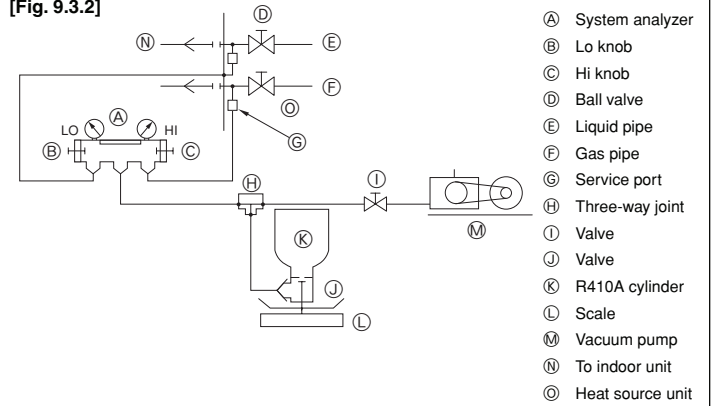 [Fig. 9.3.2]
Ⓝ Ⓓ Ⓔ
Ⓕ
Ⓞ
Ⓖ
LO Ⓐ HI
Ⓑ Ⓒ
Ⓗ Ⓘ
Ⓚ Ⓜ
Ⓙ
Ⓛ
Ⓐ System analyzer
Ⓑ Lo knob
Ⓒ Hi knob
Ⓓ Ball valve
Ⓔ Liquid pipe
Ⓕ Gas pipe
Ⓖ Service port
Ⓗ Three-way joint
Ⓘ Valve
Ⓙ Valve
Ⓚ R410A cylinder
Ⓛ Scale
Ⓜ Vacuum pump
Ⓝ To indoor unit
Ⓞ Heat source unit